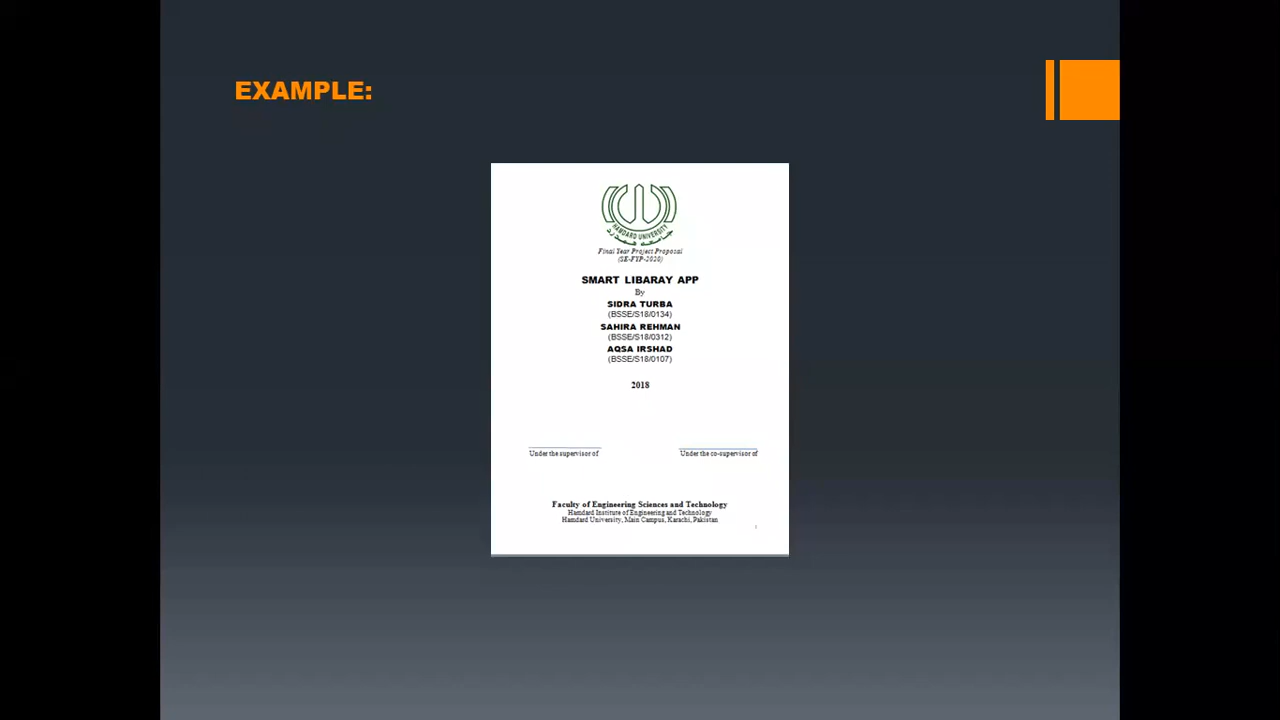 EXAMPLE:
HAMDARD UNIVERSITY
Final Year Project Proposal
(SE-FYP-2020)
SMART LIBARAY APP
By
SIDRA TURBA
(BSSE/S18/0134)
SAHIRA REHMAN
(BSSE/S18/0312)
AQSA IRSHAD
(BSSE/S18/0107)
2018
Under the supervisor of
Under the co-supervisor of
Faculty of Engineering Sciences and Technology
Hamdard Institute of Engineering and Technology
Hamdard University, Main Campus, Karachi, Pakistan